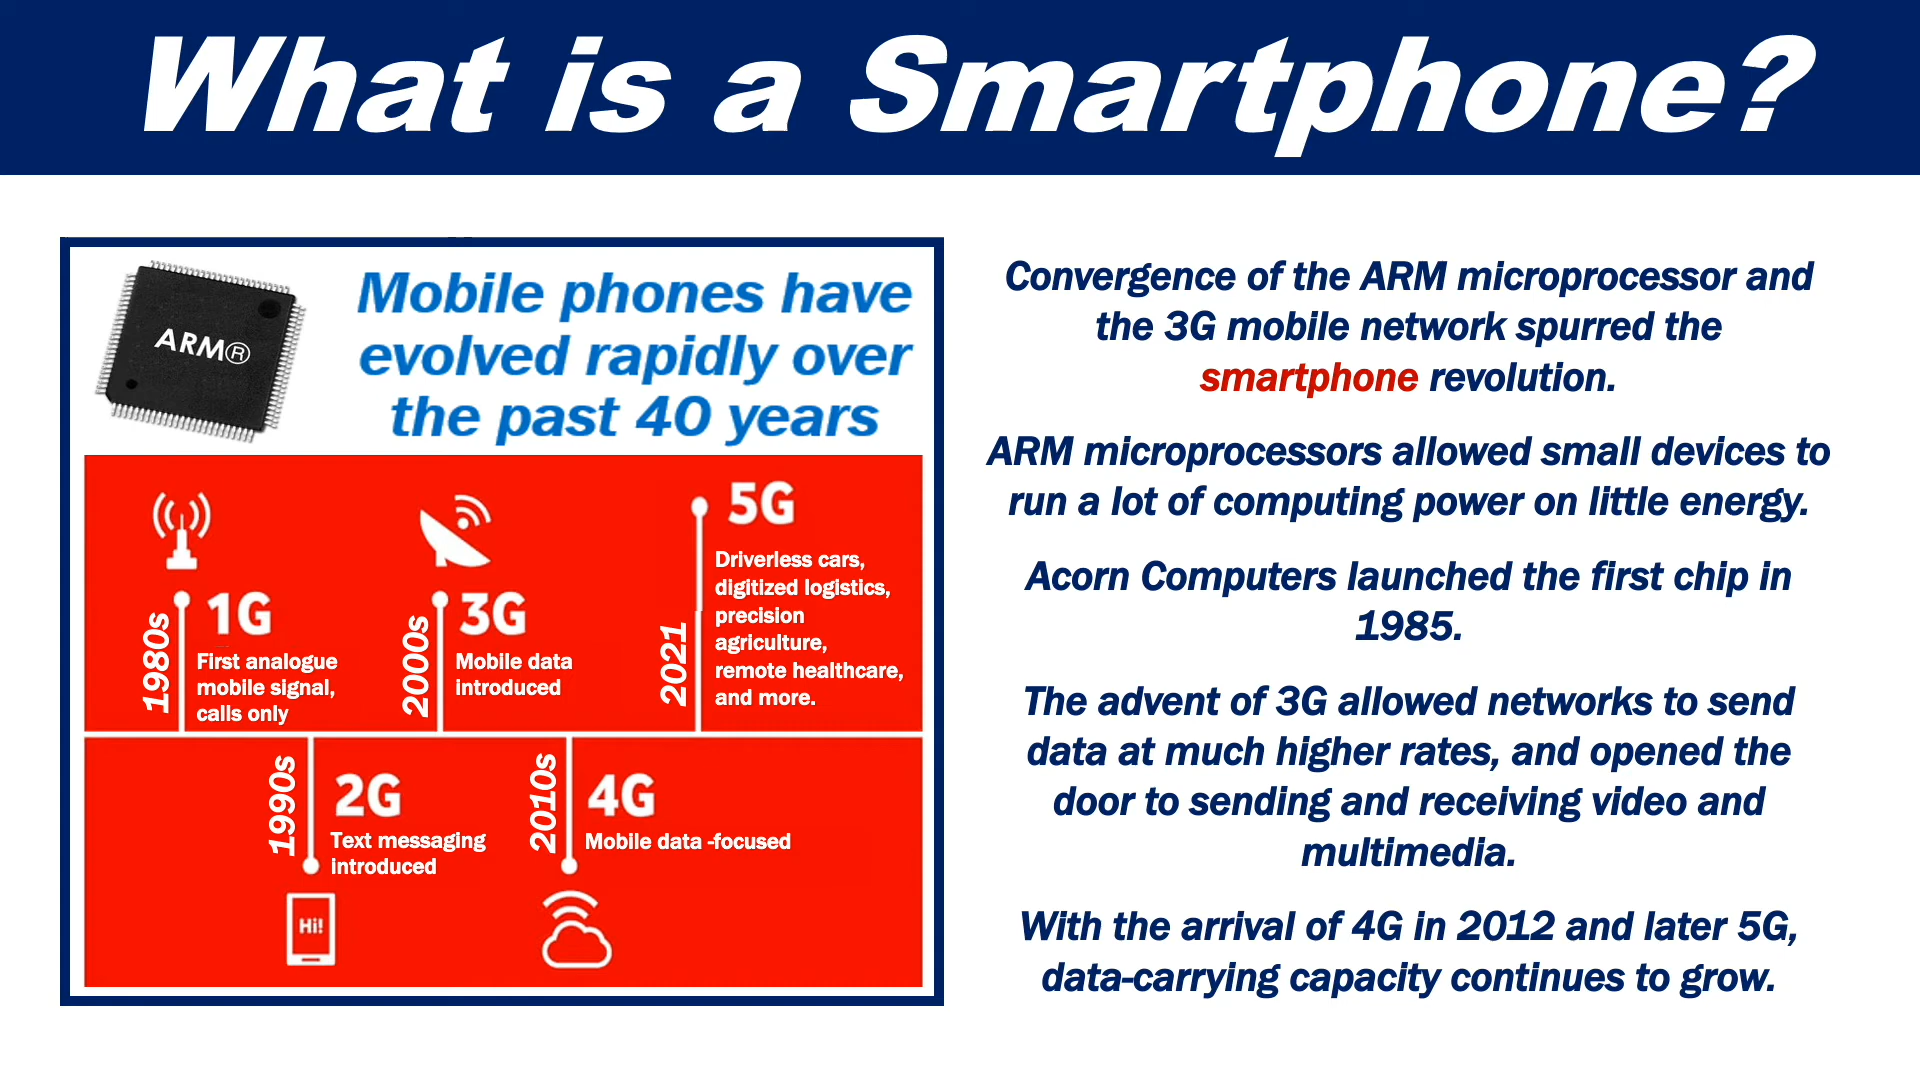 What is a Smartphone?
ARM®
Mobile phones have
evolved rapidly over
the past 40 years
1980s
1G
First analogue
mobile signal,
calls only
2000s
3G
Mobile data
introduced
2021
5G
Driverless cars,
digitized logistics,
precision
agriculture,
remote healthcare,
and more.
1990s
2G
Text messaging
introduced
Hi!
2010s
4G
Mobile data -focused
Convergence of the ARM microprocessor and
the 3G mobile network spurred the
smartphone revolution.
ARM microprocessors allowed small devices to
run a lot of computing power on little energy.
Acorn Computers launched the first chip in
1985.
The advent of 3G allowed networks to send
data at much higher rates, and opened the
door to sending and receiving video and
multimedia.
With the arrival of 4G in 2012 and later 5G,
data-carrying capacity continues to grow.